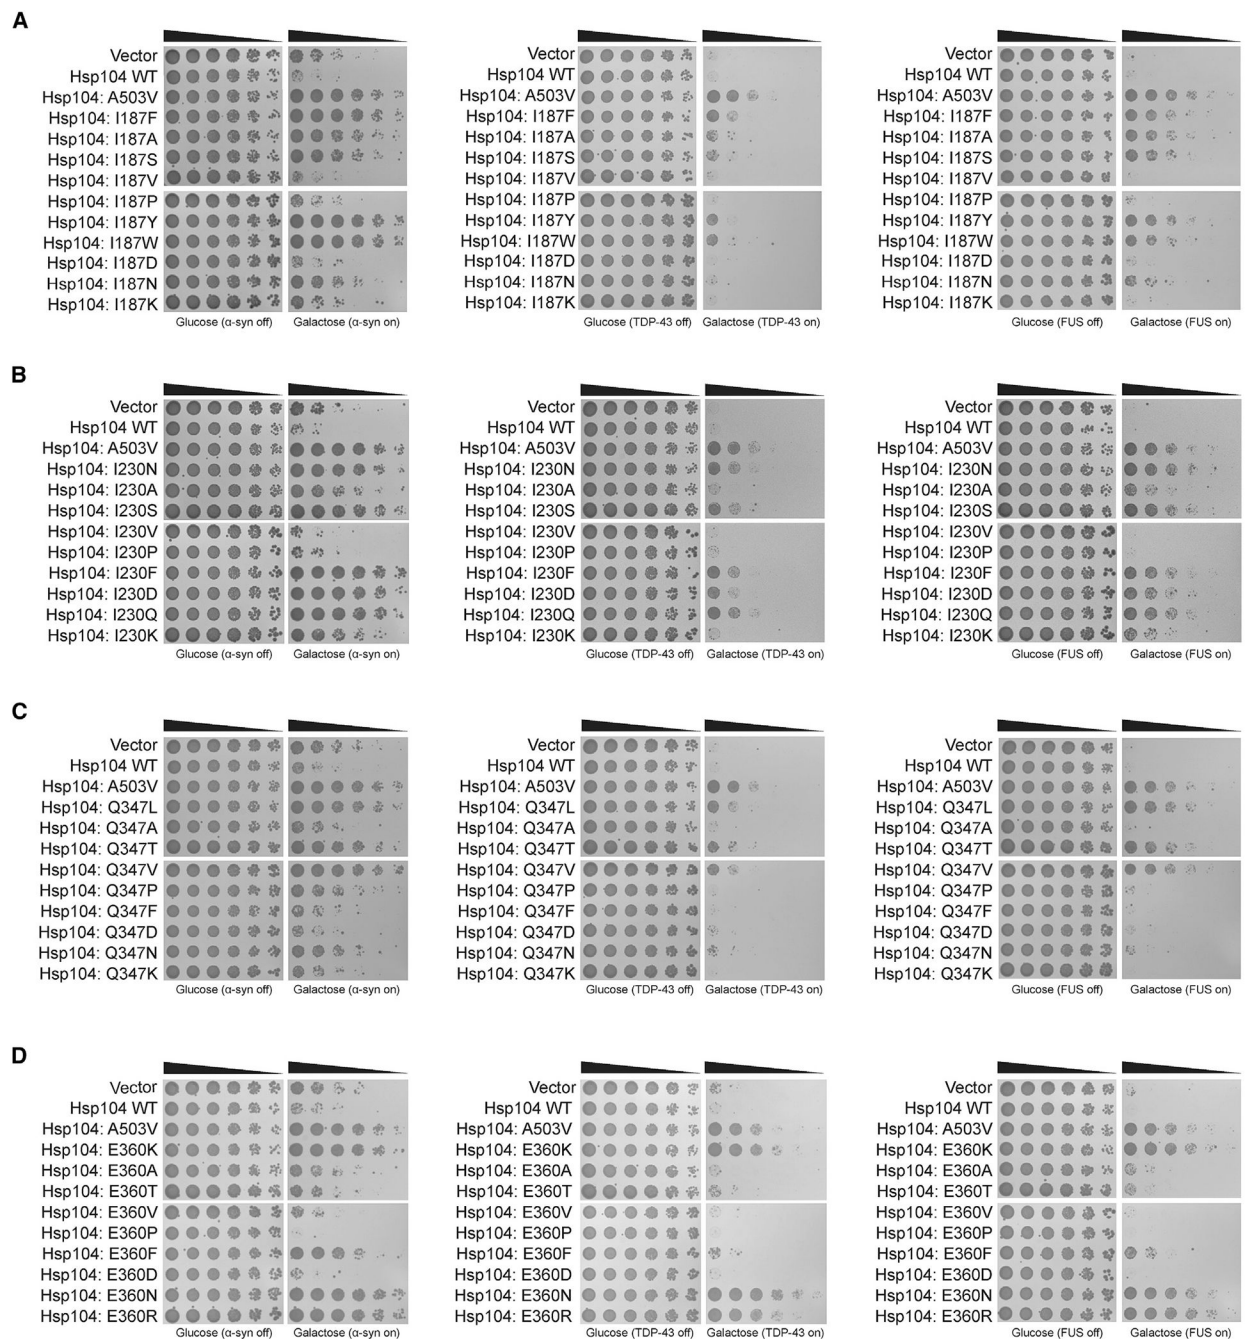 A
Vector
Hsp104 WT
Hsp104: A503V
Hsp104: I187F
Hsp104: I187A
Hsp104: I187S
Hsp104: I187V
Hsp104: I187P
Hsp104: I187Y
Hsp104: I187W
Hsp104: I187D
Hsp104: I187N
Hsp104: I187K
Glucose (α-syn off) Galactose (α-syn on)
Vector
Hsp104 WT
Hsp104: A503V
Hsp104: I187F
Hsp104: I187A
Hsp104: I187S
Hsp104: I187V
Hsp104: I187P
Hsp104: I187Y
Hsp104: I187W
Hsp104: I187D
Hsp104: I187N
Hsp104: I187K
Glucose (TDP-43 off) Galactose (TDP-43 on)
Vector
Hsp104 WT
Hsp104: A503V
Hsp104: I187F
Hsp104: I187A
Hsp104: I187S
Hsp104: I187V
Hsp104: I187P
Hsp104: I187Y
Hsp104: I187W
Hsp104: I187D
Hsp104: I187N
Hsp104: I187K
Glucose (FUS off) Galactose (FUS on)
B
Vector
Hsp104 WT
Hsp104: A503V
Hsp104: I230N
Hsp104: I230A
Hsp104: I230S
Hsp104: I230V
Hsp104: I230P
Hsp104: I230F
Hsp104: I230D
Hsp104: I230Q
Hsp104: I230K
Glucose (α-syn off) Galactose (α-syn on)
Vector
Hsp104 WT
Hsp104: A503V
Hsp104: I230N
Hsp104: I230A
Hsp104: I230S
Hsp104: I230V
Hsp104: I230P
Hsp104: I230F
Hsp104: I230D
Hsp104: I230Q
Hsp104: I230K
Glucose (TDP-43 off) Galactose (TDP-43 on)
Vector
Hsp104 WT
Hsp104: A503V
Hsp104: I230N
Hsp104: I230A
Hsp104: I230S
Hsp104: I230V
Hsp104: I230P
Hsp104: I230F
Hsp104: I230D
Hsp104: I230Q
Hsp104: I230K
Glucose (FUS off) Galactose (FUS on)
C
Vector
Hsp104 WT
Hsp104: A503V
Hsp104: Q347L
Hsp104: Q347A
Hsp104: Q347T
Hsp104: Q347V
Hsp104: Q347P
Hsp104: Q347F
Hsp104: Q347D
Hsp104: Q347N
Hsp104: Q347K
Glucose (α-syn off) Galactose (α-syn on)
Vector
Hsp104 WT
Hsp104: A503V
Hsp104: Q347L
Hsp104: Q347A
Hsp104: Q347T
Hsp104: Q347V
Hsp104: Q347P
Hsp104: Q347F
Hsp104: Q347D
Hsp104: Q347N
Hsp104: Q347K
Glucose (TDP-43 off) Galactose (TDP-43 on)
Vector
Hsp104 WT
Hsp104: A503V
Hsp104: Q347L
Hsp104: Q347A
Hsp104: Q347T
Hsp104: Q347V
Hsp104: Q347P
Hsp104: Q347F
Hsp104: Q347D
Hsp104: Q347N
Hsp104: Q347K
Glucose (FUS off) Galactose (FUS on)
D
Vector
Hsp104 WT
Hsp104: A503V
Hsp104: E360K
Hsp104: E360A
Hsp104: E360T
Hsp104: E360V
Hsp104: E360P
Hsp104: E360F
Hsp104: E360D
Hsp104: E360N
Hsp104: E360R
Glucose (α-syn off) Galactose (α-syn on)
Vector
Hsp104 WT
Hsp104: A503V
Hsp104: E360K
Hsp104: E360A
Hsp104: E360T
Hsp104: E360V
Hsp104: E360P
Hsp104: E360F
Hsp104: E360D
Hsp104: E360N
Hsp104: E360R
Glucose (TDP-43 off) Galactose (TDP-43 on)
Vector
Hsp104 WT
Hsp104: A503V
Hsp104: E360K
Hsp104: E360A
Hsp104: E360T
Hsp104: E360V
Hsp104: E360P
Hsp104: E360F
Hsp104: E360D
Hsp104: E360N
Hsp104: E360R
Glucose (FUS off) Galactose (FUS on)